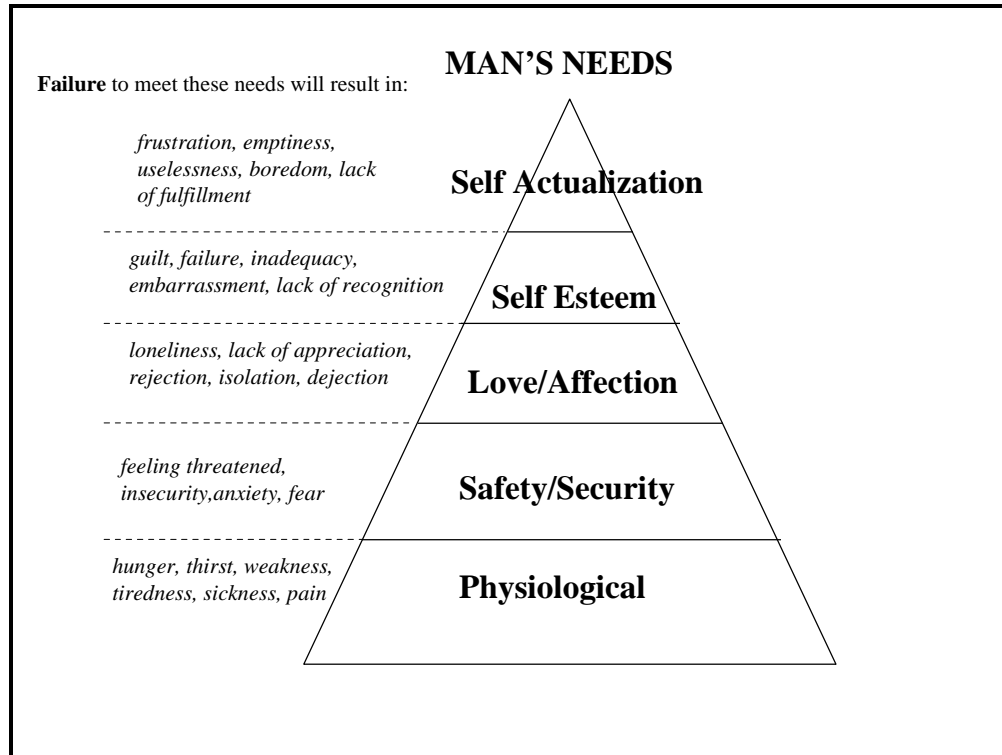 MAN’S NEEDS
Failure to meet these needs will result in:
frustration, emptiness,
uselessness, boredom, lack
of fulfillment
Self Actualization
guilt, failure, inadequacy,
embarrassment, lack of recognition
Self Esteem
loneliness, lack of appreciation,
rejection, isolation, dejection
Love/Affection
feeling threatened,
insecurity,anxiety, fear
Safety/Security
hunger, thirst, weakness,
tiredness, sickness, pain
Physiological